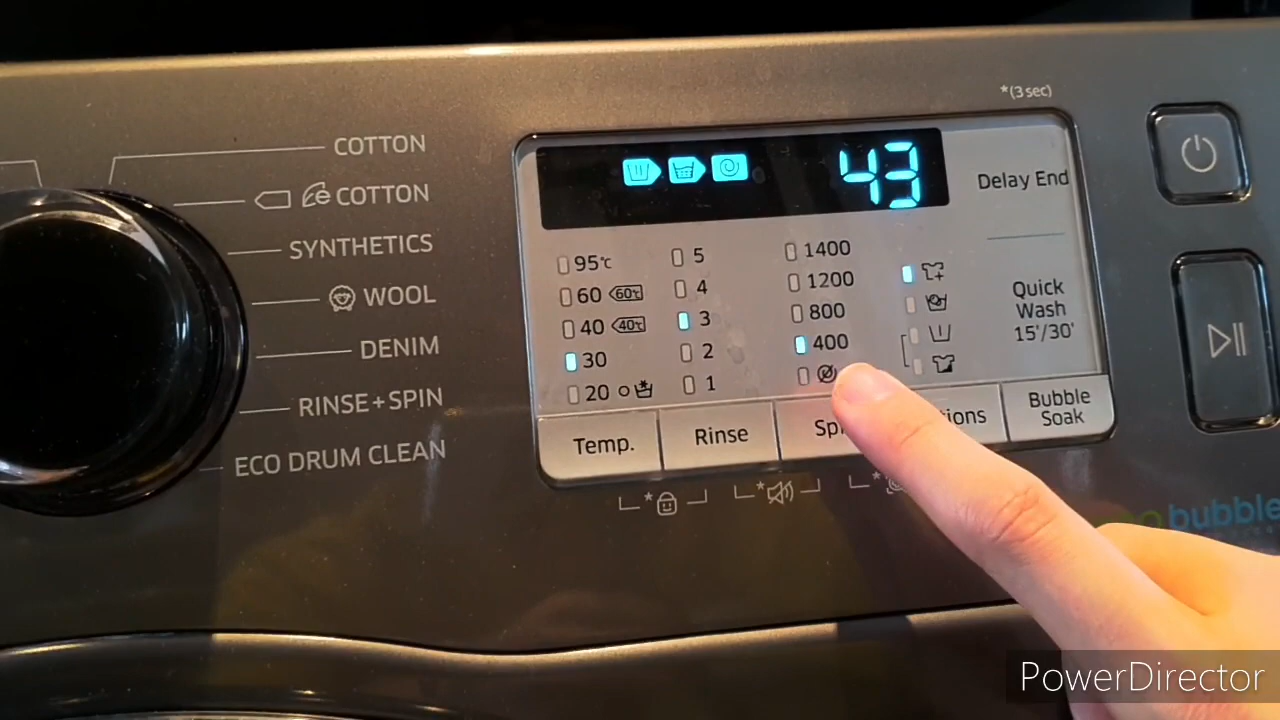 *(3 sec)
COTTON
COTTON
SYNTHETICS
WOOL
DENIM
RINSE+SPIN
ECO DRUM CLEAN
43
Delay End
95℃ 5 1400
60 60℃ 4 1200
40 40℃ 3 800
30 2 400
20 1
Quick
Wash
15'/30'
Temp. Rinse
Bubble
Soak
bubble
PowerDirector